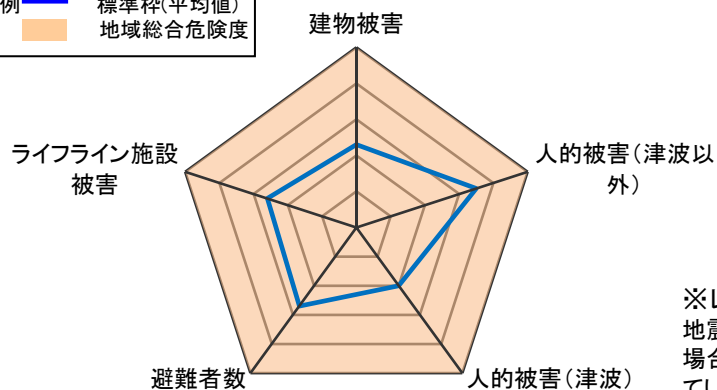 例 標準枠(平均値)
地域総合危険度
建物被害
ライフライン施設
被害
人的被害(津波以
外)
避難者数
人的被害(津波)
※
地震
場合
てい